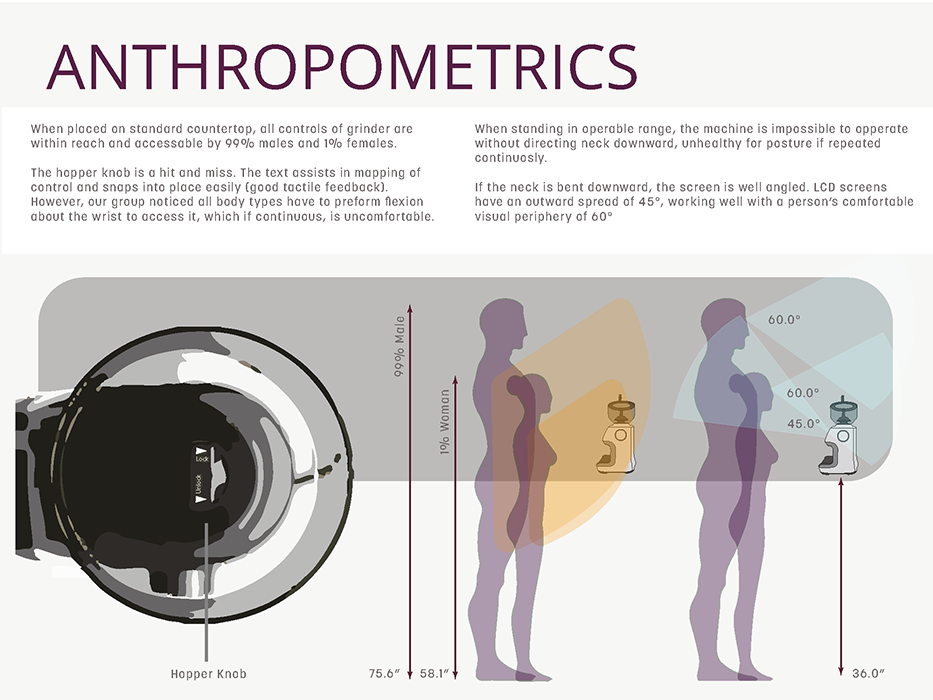 ANTHROPOMETRICS
When placed on standard countertop, all controls of grinder are
within reach and accessable by 99% males and 1% females.
The hopper knob is a hit and miss. The text assists in mapping of
control and snaps into place easily (good tactile feedback).
However, our group noticed all body types have to preform flexion
about the wrist to access it, which if continuous, is uncomfortable.
When standing in operable range, the machine is impossible to opperate
without directing neck downward, unhealthy for posture if repeated
continuosly.
If the neck is bent downward, the screen is well angled. LCD screens
have an outward spread of 45°, working well with a person's comfortable
visual periphery of 60°
99% Male
1% Woman
60.0°
60.0°
45.0°
Lock
Unlock
Hopper Knob
75.6"
58.1"
36.0"